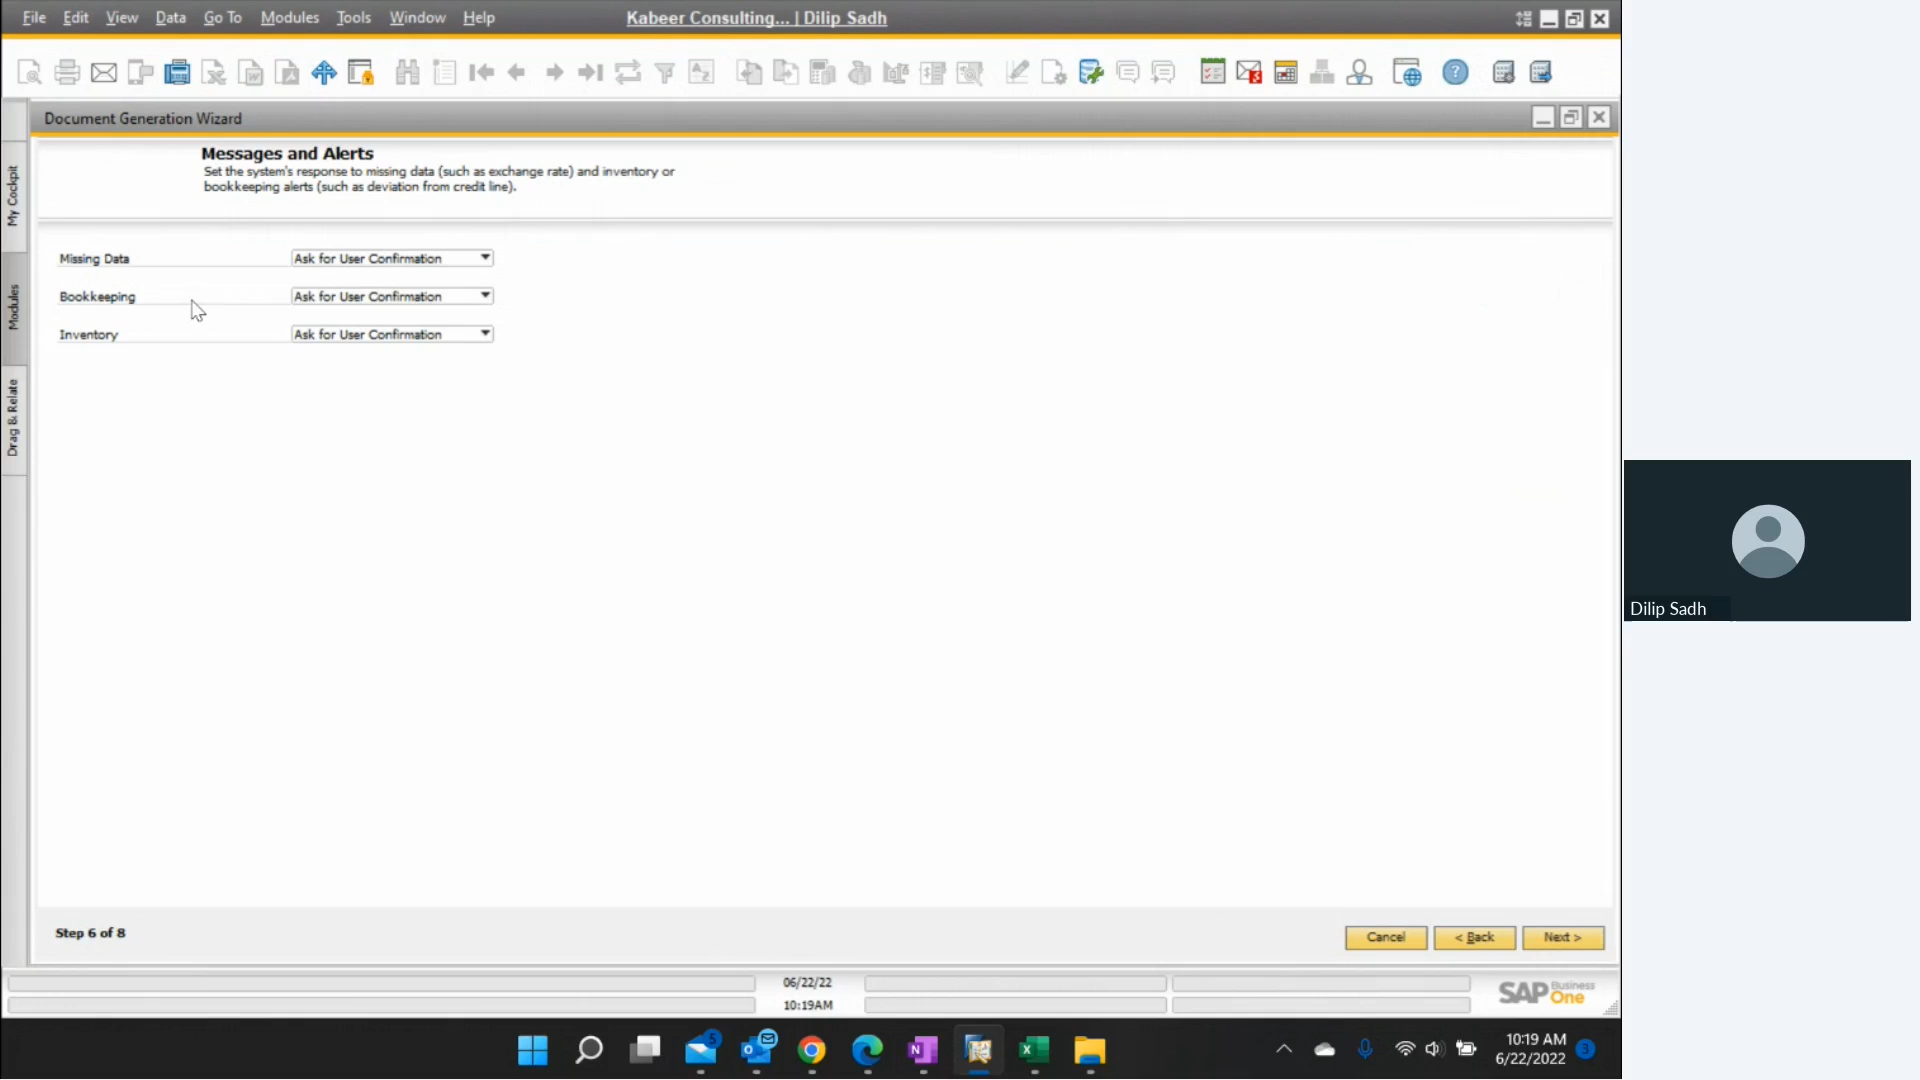 File Edit View Data Go To Modules Tools Window Help
Kabeer Consulting... | Dilip Sadh
Document Generation Wizard
Messages and Alerts
Set the system's response to missing data (such as exchange rate) and inventory or
bookkeeping alerts (such as deviation from credit line).
My Cockpit
Modules
Drag & Relate
Missing Data Ask for User Confirmation
Bookkeeping Ask for User Confirmation
Inventory Ask for User Confirmation
Dilip Sadh
Step 6 of 8
Cancel < Back Next >
06/22/22
10:19AM
SAP Business One
5
10:19 AM
6/22/2022
3